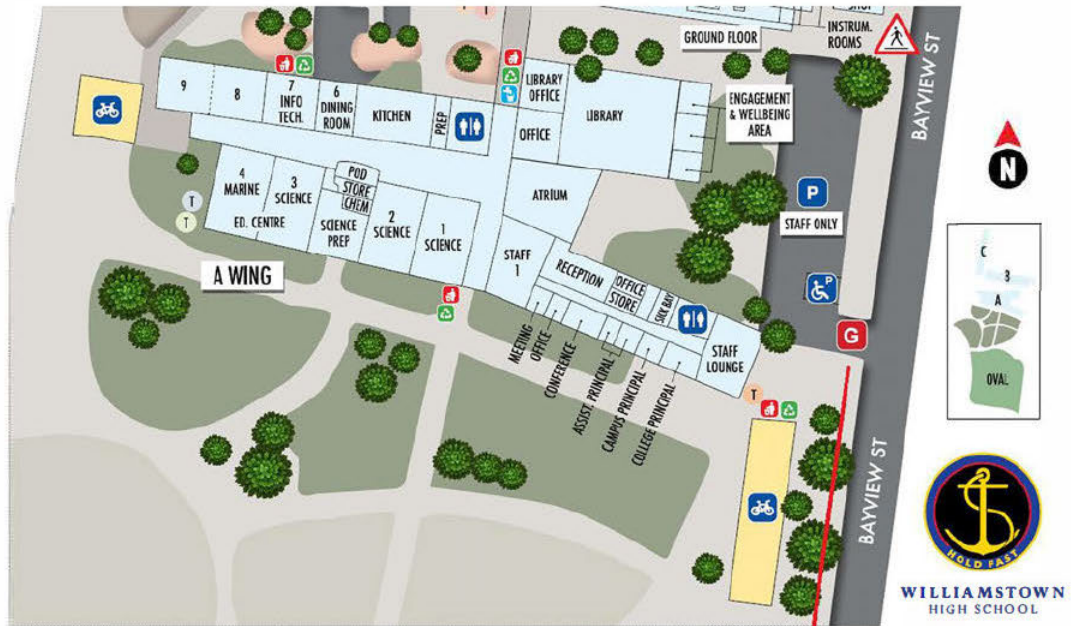 SHOP
INSTRUM.
ROOMS
GROUND FLOOR
BAYVIEW ST
LIBRARY
OFFICE
9
8
7
INFO
TECH.
6
DINING
ROOM
KITCHEN
PREP
OFFICE
LIBRARY
ENGAGEMENT
& WELLBEING
AREA
N
4
MARINE
3
SCIENCE
ED. CENTRE
POD
STORE
CHEM
SCIENCE
PREP
2
SCIENCE
1
SCIENCE
ATRIUM
P
STAFF ONLY
T
T
A WING
STAFF
1
RECEPTION
OFFICE
STORE
SICK BAY
STAFF
LOUNGE
P
G
C
B
A
OVAL
MEETING
OFFICE
CONFERENCE
ASSIST. PRINCIPAL
CAMPUS PRINCIPAL
COLLEGE PRINCIPAL
T
BAYVIEW ST
HOLD FAST
WILLIAMSTOWN
HIGH SCHOOL